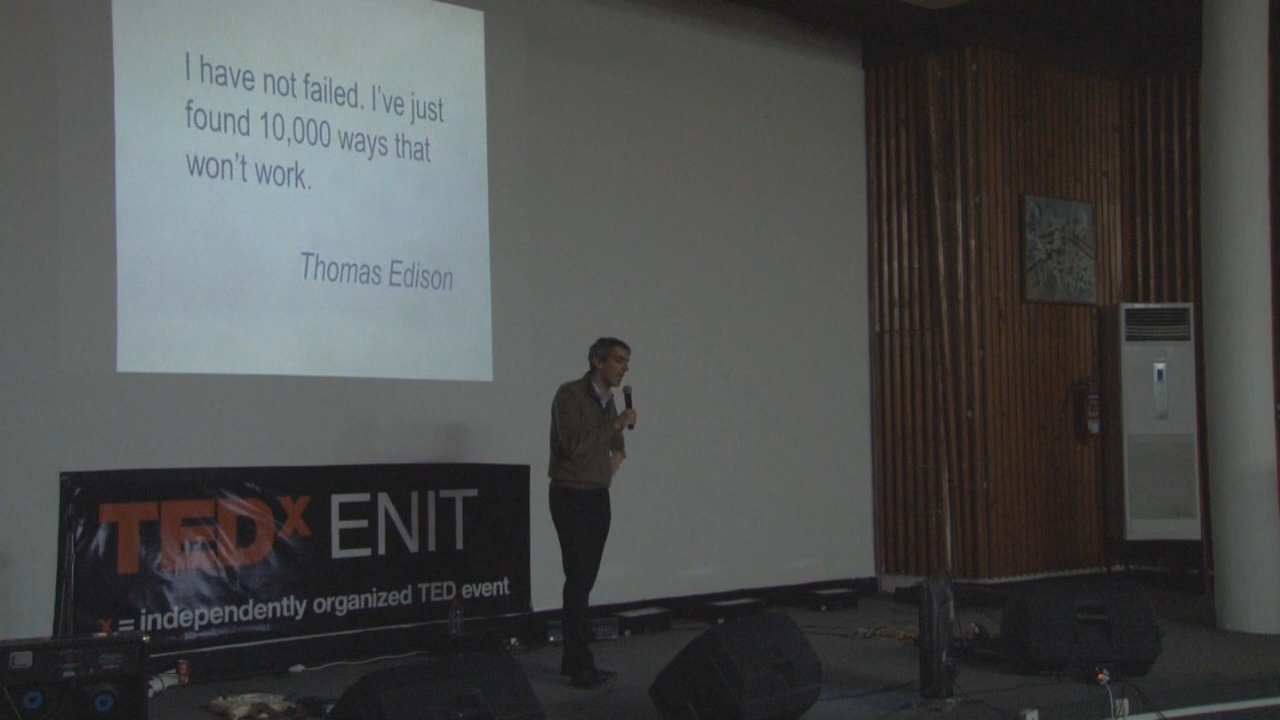 I have not failed. I've just
found 10,000 ways that
won't work.
Thomas Edison
TEDx ENIT
x = independently organized TED event